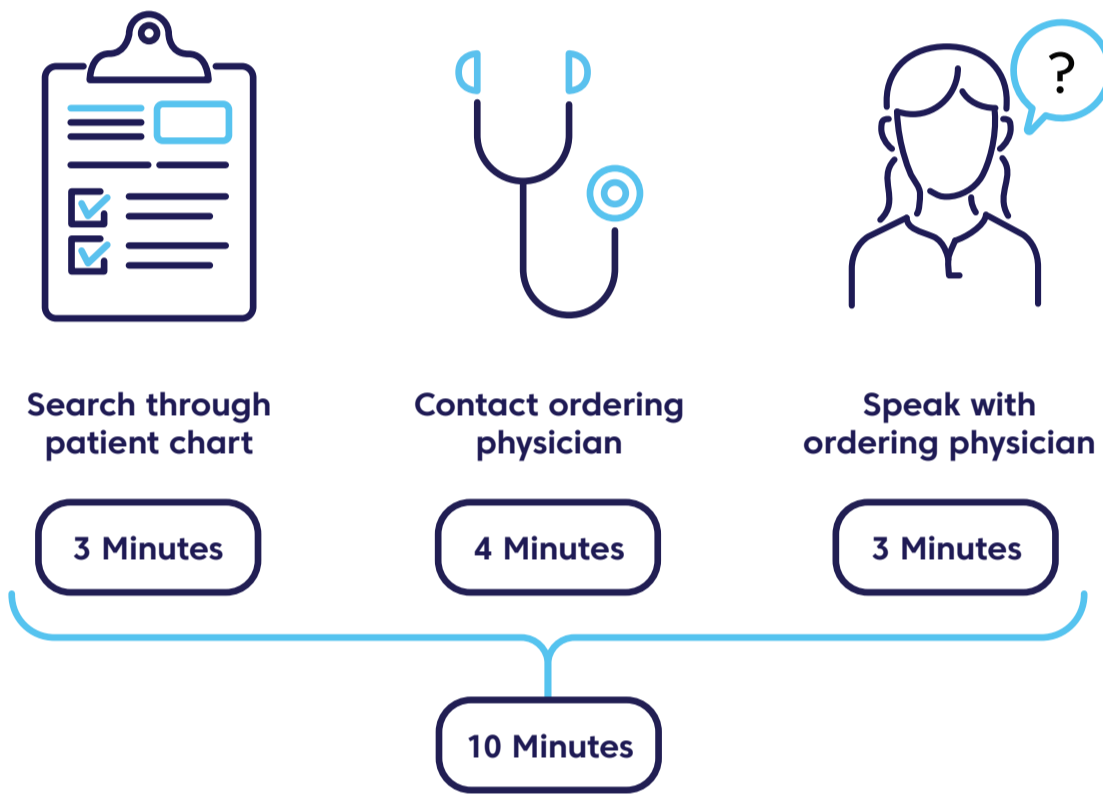 ?
Search through
patient chart
Contact ordering
physician
Speak with
ordering physician
3 Minutes
4 Minutes
3 Minutes
10 Minutes